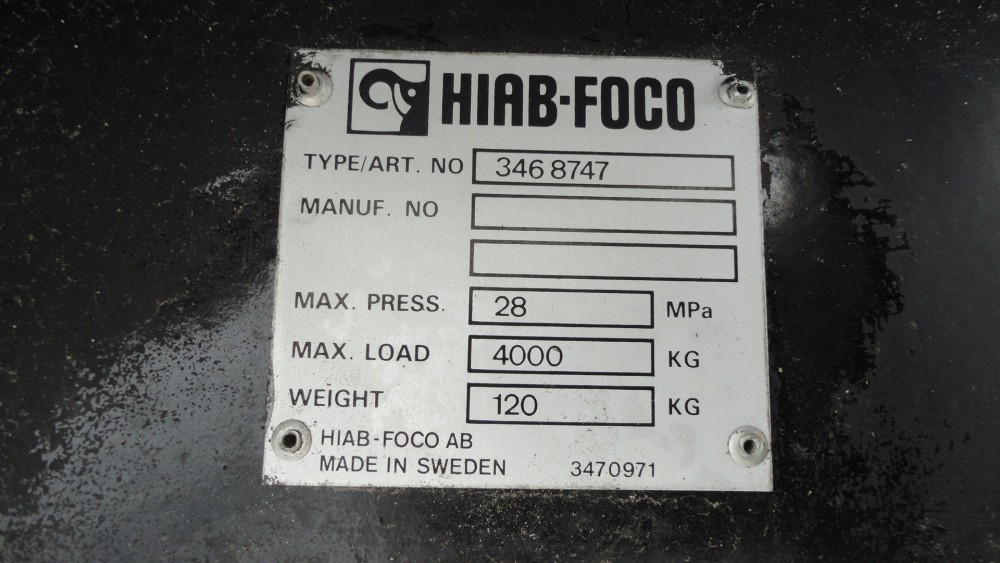 HIAB-FOCO
TYPE/ART. NO 346 8747
MANUF. NO
MAX. PRESS. 28 MPa
MAX. LOAD 4000 KG
WEIGHT 120 KG
HIAB-FOCO AB
MADE IN SWEDEN 3470971